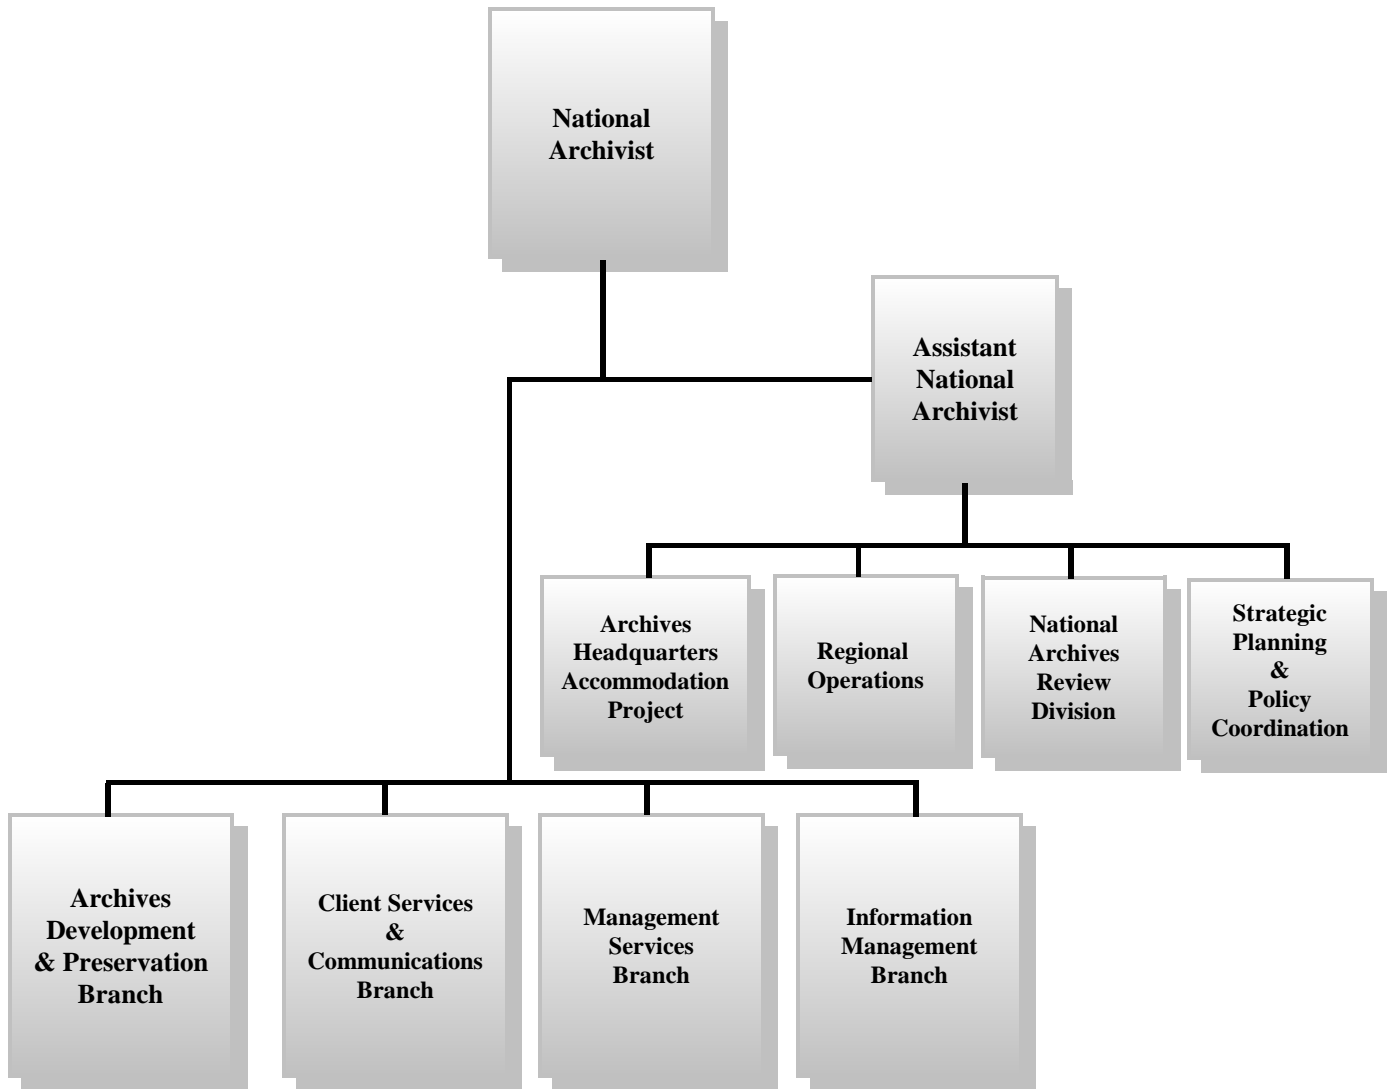 National
Archivist
Assistant
National
Archivist
Archives
Headquarters
Accommodation
Project
Regional
Operations
National
Archives
Review
Division
Strategic
Planning
&
Policy
Coordination
Archives
Development
& Preservation
Branch
Client Services
&
Communications
Branch
Management
Services
Branch
Information
Management
Branch